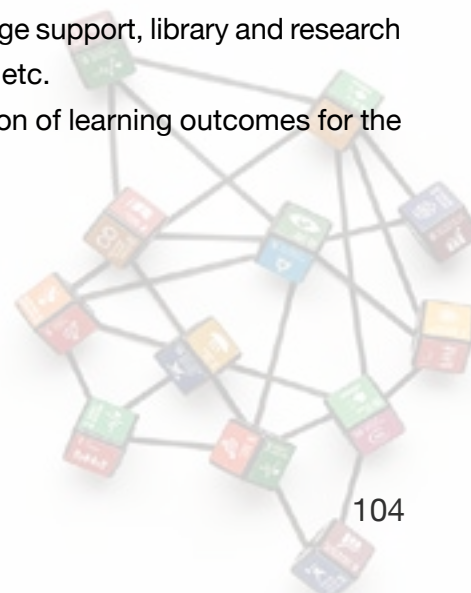 ge support, library and research
etc.
on of learning outcomes for the
104